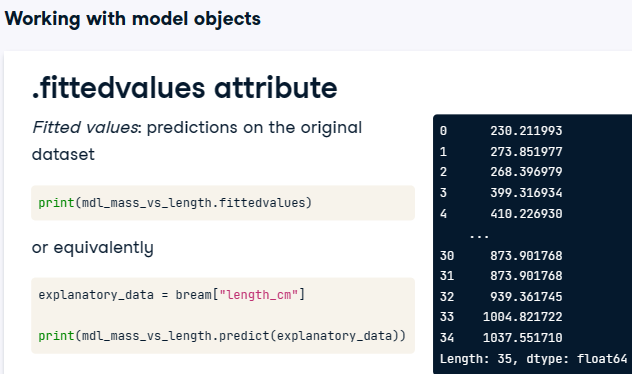 Working with model objects
.fittedvalues attribute
Fitted values: predictions on the original
dataset
print(mdl_mass_vs_length.fittedvalues)
or equivalently
explanatory_data = bream["length_cm"]
print(mdl_mass_vs_length.predict(explanatory_data))
0 230.211993
1 273.851977
2 268.396979
3 399.316934
4 410.226930
...
30 873.901768
31 873.901768
32 939.361745
33 1004.821722
34 1037.551710
Length: 35, dtype: float64